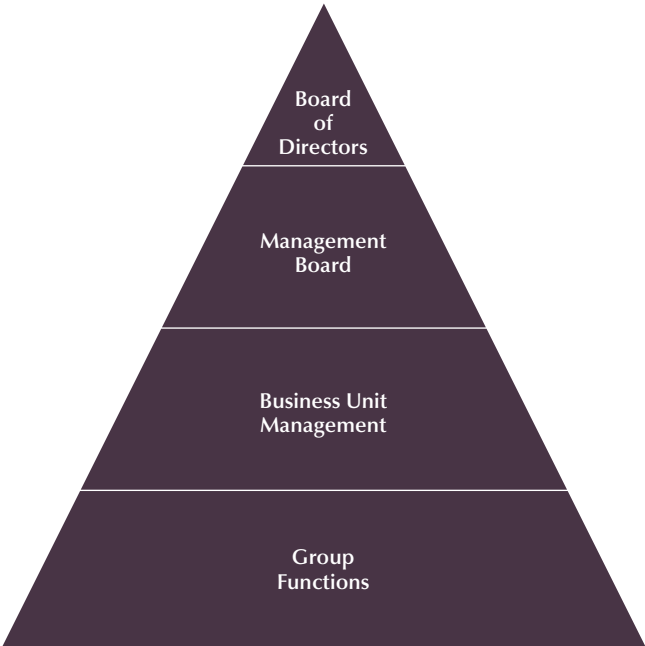 Board
of
Directors
Management
Board
Business Unit
Management
Group
Functions